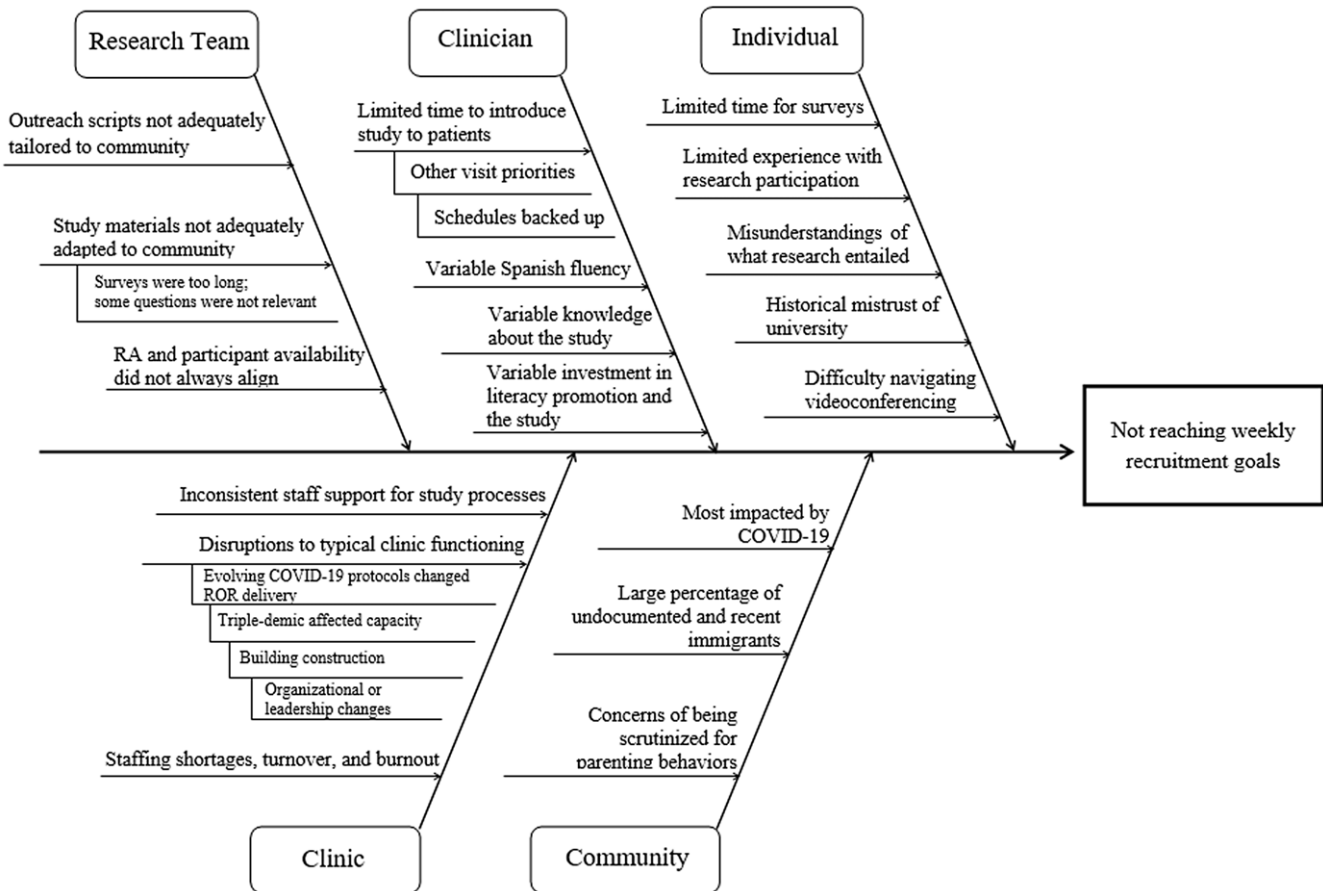 Research Team
Outreach scripts not adequately
tailored to community
Study materials not adequately
adapted to community
Surveys were too long;
some questions were not relevant
RA and participant availability
did not always align
Clinician
Limited time to introduce
study to patients
Other visit priorities
Schedules backed up
Variable Spanish fluency
Variable knowledge
about the study
Variable investment in
literacy promotion and
the study
Individual
Limited time for surveys
Limited experience with
research participation
Misunderstandings of
what research entailed
Historical mistrust of
university
Difficulty navigating
videoconferencing
Not reaching weekly
recruitment goals
Inconsistent staff support for study processes
Disruptions to typical clinic functioning
Evolving COVID-19 protocols changed
ROR delivery
Triple-demic affected capacity
Building construction
Organizational or
leadership changes
Staffing shortages, turnover, and burnout
Clinic
Most impacted by
COVID-19
Large percentage of
undocumented and recent
immigrants
Concerns of being
scrutinized for
parenting behaviors
Community